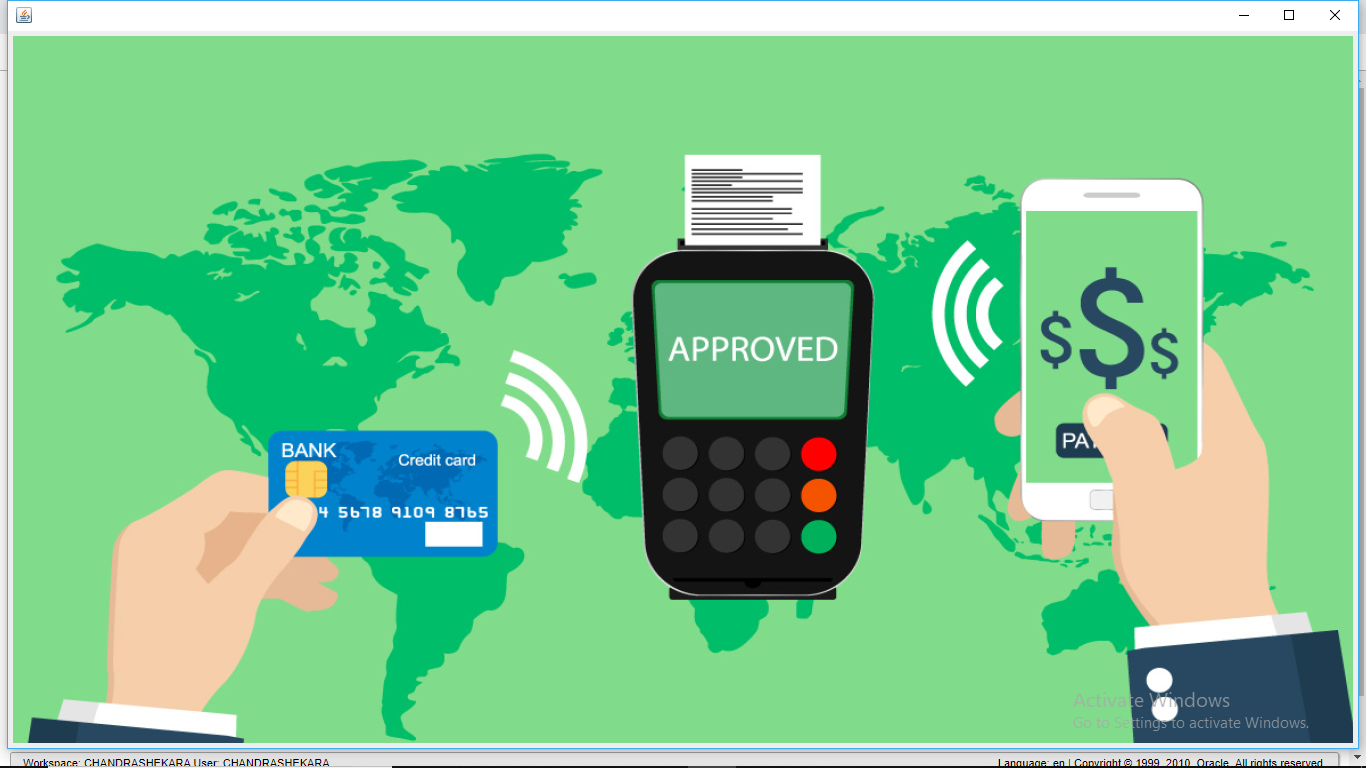 APPROVED
$ $ $
BANK
Credit card
4 5678 9109 8765
PA
Activate Windows
Go to Settings to activate Windows.
Workspace: CHANDRASHEKARA User: CHANDRASHEKARA
Language: en | Copyright © 1999, 2010, Oracle. All rights reserved.